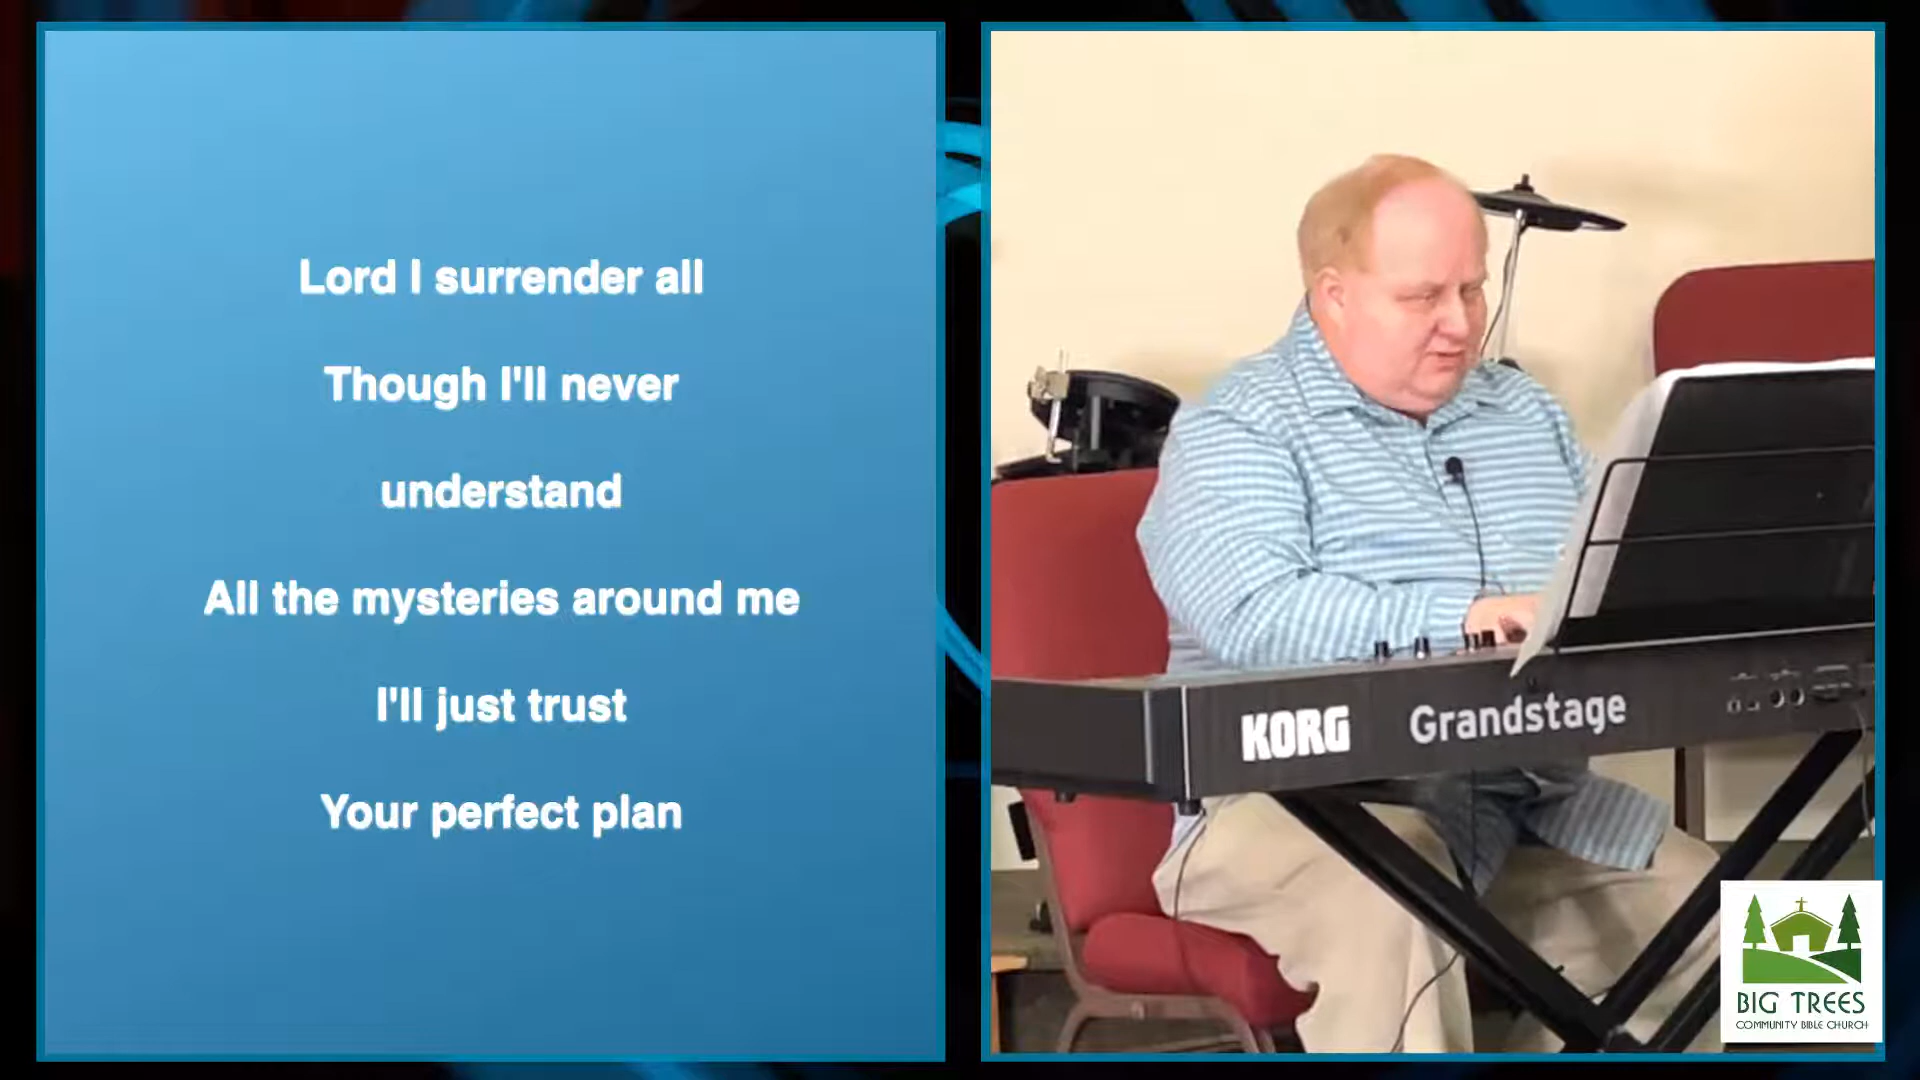 Lord I surrender all
Though I'll never
understand
All the mysteries around me
I'll just trust
Your perfect plan
KORG Grandstage
BIG TREES
COMMUNITY BIBLE CHURCH